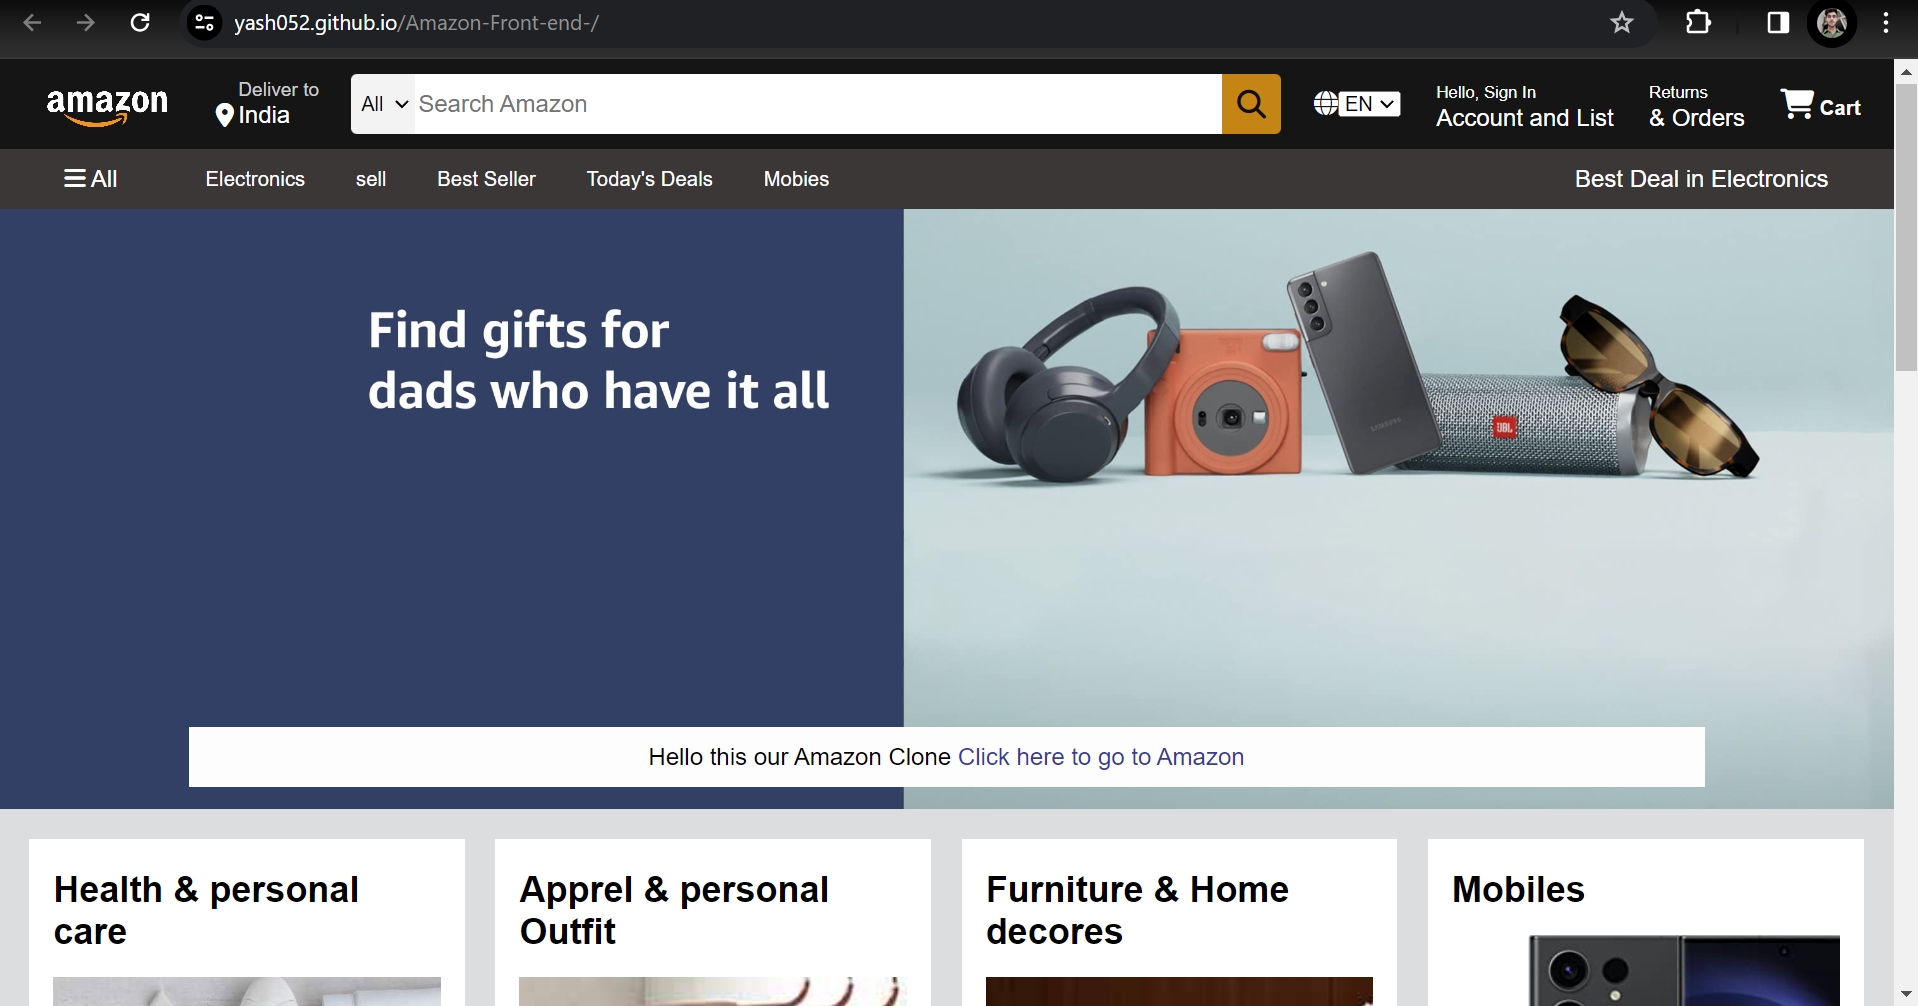 yash052.github.io/Amazon-Front-end-/
amazon
Deliver to
India
All
Search Amazon
EN
Hello, Sign In
Account and List
Returns
& Orders
Cart
All
Electronics
sell
Best Seller
Today's Deals
Mobies
Best Deal in Electronics
Find gifts for
dads who have it all
SAMSUNG
JBL
Hello this our Amazon Clone Click here to go to Amazon
Health & personal
care
Apprel & personal
Outfit
Furniture & Home
decores
Mobiles